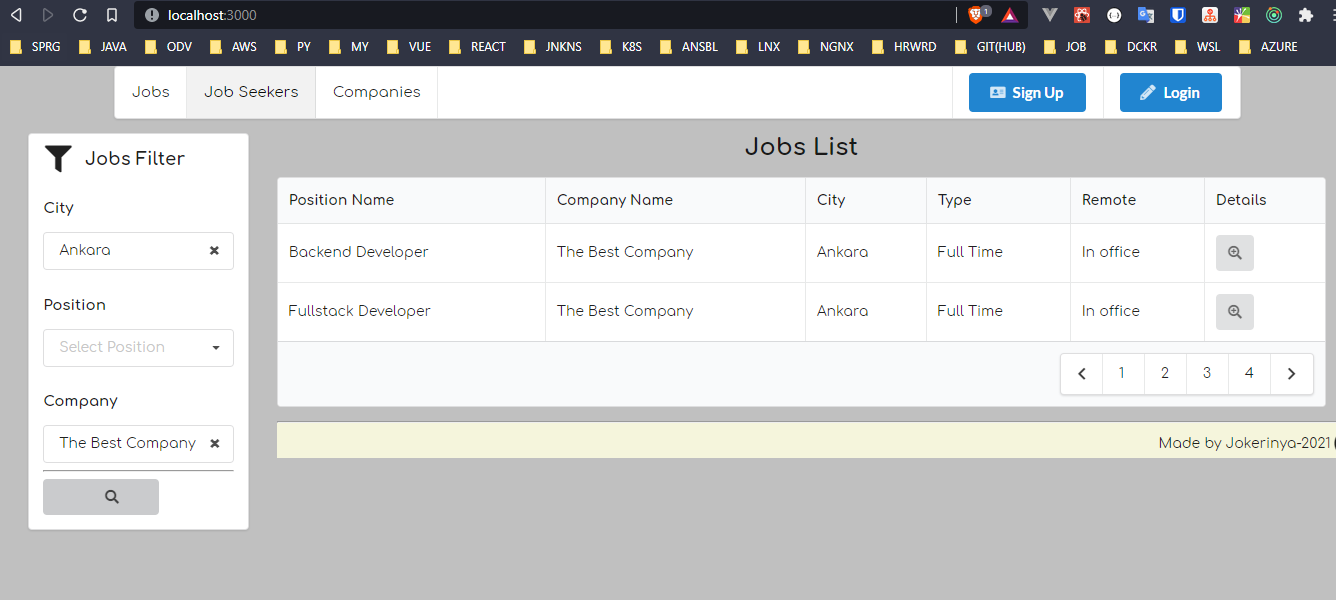 localhost:3000
1
SPRG JAVA ODV AWS PY MY VUE REACT JNKNS K8S ANSBL LNX NGNX HRWRD GIT(HUB) JOB DCKR WSL AZURE
Jobs Job Seekers Companies Sign Up Login
Jobs Filter
City
Ankara
Position
Select Position
Company
The Best Company
Jobs List
Position Name Company Name City Type Remote Details
Backend Developer The Best Company Ankara Full Time In office
Fullstack Developer The Best Company Ankara Full Time In office
1 2 3 4
Made by Jokerinya-2021